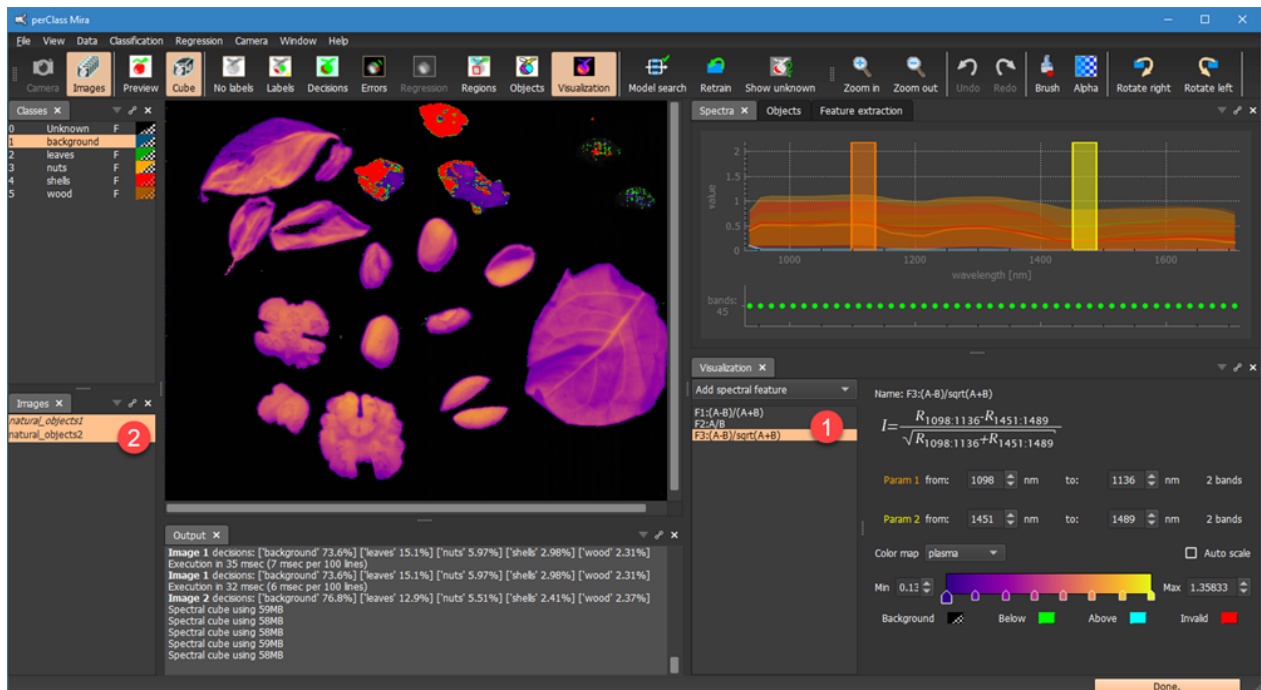 perClass Mira
File View Data Classification Regression Camera Window Help
Camera Images Preview Cube No labels Labels Decisions Errors Regression Regions Objects Visualization Model search Retrain Show unknown Zoom in Zoom out Undo Redo Brush Alpha Rotate right Rotate left
Classes
0 Unknown F
1 background
2 leaves F
3 nuts F
4 shells F
5 wood F
Images
natural_objects1
natural_objects2
2
Output
Image 1 decisions: ['background' 73.6%] ['leaves' 15.1%] ['nuts' 5.97%] ['shells' 2.98%] ['wood' 2.31%]
Execution in 35 msec (7 msec per 100 lines)
Image 1 decisions: ['background' 73.6%] ['leaves' 15.1%] ['nuts' 5.97%] ['shells' 2.98%] ['wood' 2.31%]
Execution in 32 msec (6 msec per 100 lines)
Image 2 decisions: ['background' 76.8%] ['leaves' 12.9%] ['nuts' 5.51%] ['shells' 2.41%] ['wood' 2.37%]
Spectral cube using 59MB
Spectral cube using 58MB
Spectral cube using 58MB
Spectral cube using 59MB
Spectral cube using 58MB
Spectra Objects Feature extraction
2
1.5
1
0.5
0
value
1000 1200 1400 1600
wavelength [nm]
bands:
45
Visualization
Add spectral feature
F1:(A-B)/(A+B)
F2:A/B
F3:(A-B)/sqrt(A+B)
1
Name: F3:(A-B)/sqrt(A+B)
I= R1098:1136-R1451:1489
√R1098:1136+R1451:1489
Param 1 from: 1098 nm to: 1136 nm 2 bands
Param 2 from: 1451 nm to: 1489 nm 2 bands
Color map plasma Auto scale
Min 0.13 Max 1.35833
Background Below Above Invalid
Done.